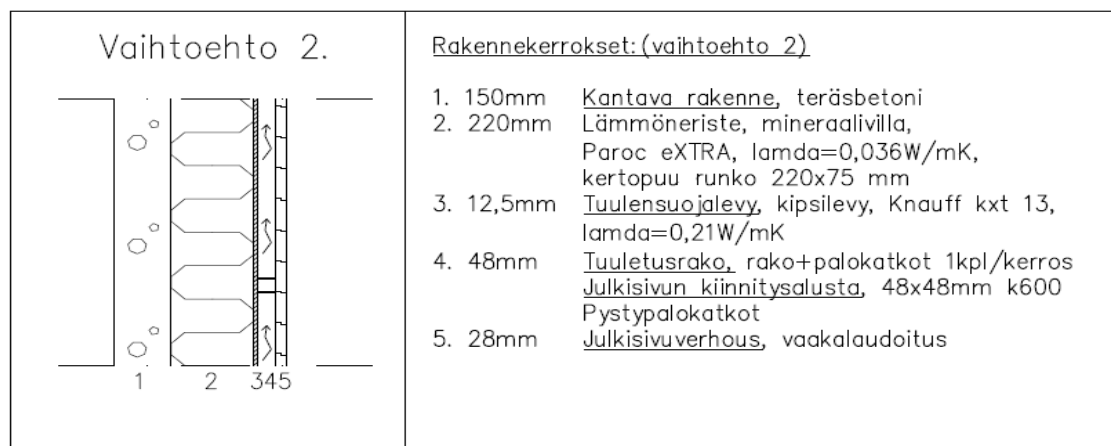 Vaihtoehto 2.
1 2 345
Rakennekerrokset:(vaihtoehto 2)
1. 150mm Kantava rakenne, teräsbetoni
2. 220mm Lämmöneriste, mineraalivilla,
Paroc eXTRA, lamda=0,036W/mK,
kertopuu runko 220x75 mm
3. 12,5mm Tuulensuojalevy, kipsilevy, Knauff kxt 13,
lamda=0,21W/mK
4. 48mm Tuuletusrako, rako+palokatkot 1kpl/kerros
Julkisivun kiinnitysalusta, 48x48mm k600
Pystypalokatkot
5. 28mm Julkisivuverhous, vaakalaudoitus